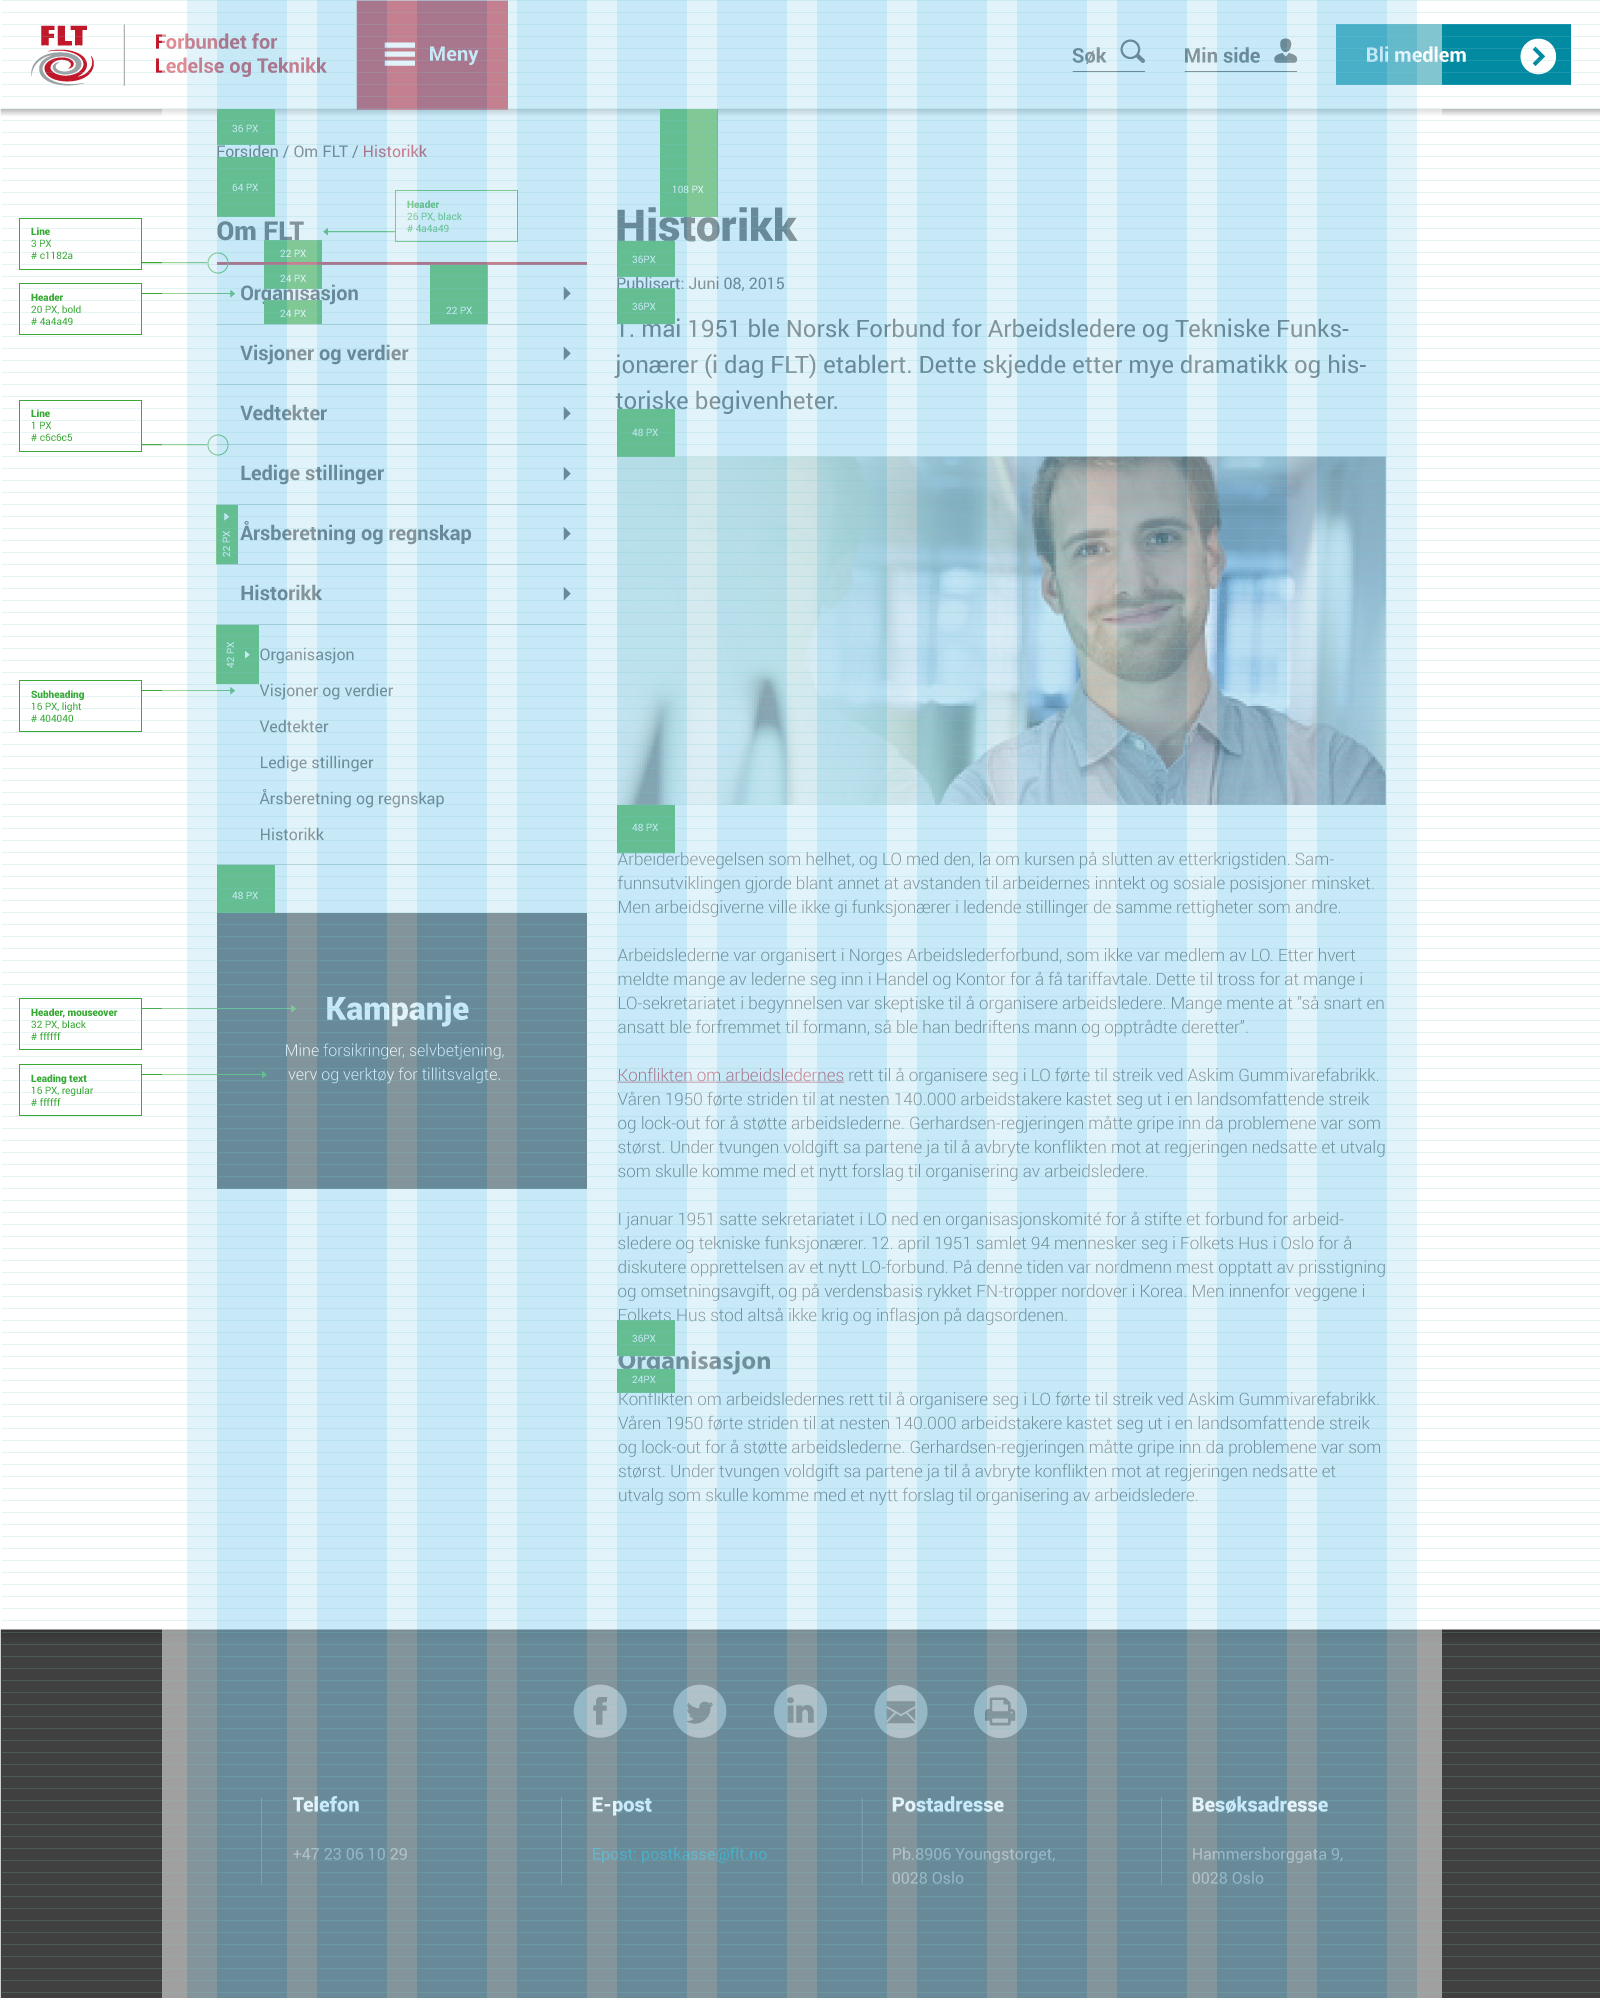 FLT
Forbundet for
Ledelse og Teknikk
Meny
Søk
Min side
Bli medlem
36 PX
Forsiden / Om FLT / Historikk
64 PX
108 PX
Header
26 PX, black
# 4a4a49
Om FLT
Historikk
Line
3 PX
# c1182a
22 PX
24 PX
24 PX
22 PX
Header
20 PX, bold
# 4a4a49
Organisasjon
Visjoner og verdier
Vedtekter
Line
1 PX
# c6c6c5
Ledige stillinger
22 PX
Årsberetning og regnskap
Historikk
42 PX
Organisasjon
Subheading
16 PX, light
# 404040
Visjoner og verdier
Vedtekter
Ledige stillinger
Årsberetning og regnskap
Historikk
48 PX
Header, mouseover
32 PX, black
# ffffff
Kampanje
Leading text
16 PX, regular
# ffffff
Mine forsikringer, selvbetjening,
verv og verktøy for tillitsvalgte.
36PX
Publisert: Juni 08, 2015
36PX
1. mai 1951 ble Norsk Forbund for Arbeidsledere og Tekniske Funks-
jonærer (i dag FLT) etablert. Dette skjedde etter mye dramatikk og his-
toriske begivenheter.
48 PX
48 PX
Arbeiderbevegelsen som helhet, og LO med den, la om kursen på slutten av etterkrigstiden. Sam-
funnsutviklingen gjorde blant annet at avstanden til arbeidernes inntekt og sosiale posisjoner minsket.
Men arbeidsgiverne ville ikke gi funksjonærer i ledende stillinger de samme rettigheter som andre.
Arbeidslederne var organisert i Norges Arbeidslederforbund, som ikke var medlem av LO. Etter hvert
meldte mange av lederne seg inn i Handel og Kontor for å få tariffavtale. Dette til tross for at mange i
LO-sekretariatet i begynnelsen var skeptiske til å organisere arbeidsledere. Mange mente at "så snart en
ansatt ble forfremmet til formann, så ble han bedriftens mann og opptrådte deretter".
Konflikten om arbeidsledernes rett til å organisere seg i LO førte til streik ved Askim Gummivarefabrikk.
Våren 1950 førte striden til at nesten 140.000 arbeidstakere kastet seg ut i en landsomfattende streik
og lock-out for å støtte arbeidslederne. Gerhardsen-regjeringen måtte gripe inn da problemene var som
størst. Under tvungen voldgift sa partene ja til å avbryte konflikten mot at regjeringen nedsatte et utvalg
som skulle komme med et nytt forslag til organisering av arbeidsledere.
I januar 1951 satte sekretariatet i LO ned en organisasjonskomité for å stifte et forbund for arbeid-
sledere og tekniske funksjonærer. 12. april 1951 samlet 94 mennesker seg i Folkets Hus i Oslo for å
diskutere opprettelsen av et nytt LO-forbund. På denne tiden var nordmenn mest opptatt av prisstigning
og omsetningsavgift, og på verdensbasis rykket FN-tropper nordover i Korea. Men innenfor veggene i
Folkets Hus stod altså ikke krig og inflasjon på dagsordenen.
36PX
Organisasjon
24PX
Konflikten om arbeidsledernes rett til å organisere seg i LO førte til streik ved Askim Gummivarefabrikk.
Våren 1950 førte striden til at nesten 140.000 arbeidstakere kastet seg ut i en landsomfattende streik
og lock-out for å støtte arbeidslederne. Gerhardsen-regjeringen måtte gripe inn da problemene var som
størst. Under tvungen voldgift sa partene ja til å avbryte konflikten mot at regjeringen nedsatte et
utvalg som skulle komme med et nytt forslag til organisering av arbeidsledere.
Telefon
+47 23 06 10 29
E-post
Epost: postkasse@flt.no
Postadresse
Pb.8906 Youngstorget,
0028 Oslo
Besøksadresse
Hammersborggata 9,
0028 Oslo